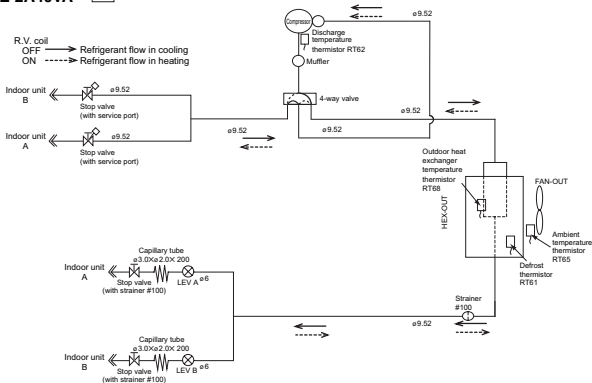 R.V. coil
OFF → Refrigerant flow in cooling
ON ----> Refrigerant flow in heating
Compressor
ø9.52
Discharge
temperature
thermistor RT62
Muffler
4-way valve
ø9.52
ø9.52
ø9.52
Indoor unit
B
ø9.52
Stop valve
(with service port)
Indoor unit
A
ø9.52
Stop valve
(with service port)
Outdoor heat
exchanger
temperature
thermistor
RT68
HEX-OUT
FAN-OUT
Ambient
temperature
thermistor
RT65
Defrost
thermistor
RT61
Strainer
#100
ø9.52
Capillary tube
ø3.0×ø2.0×200
Indoor unit
A
LEV A
ø6
Stop valve
(with strainer #100)
Capillary tube
ø3.0×ø2.0×200
Indoor unit
B
LEV B
ø6
Stop valve
(with strainer #100)